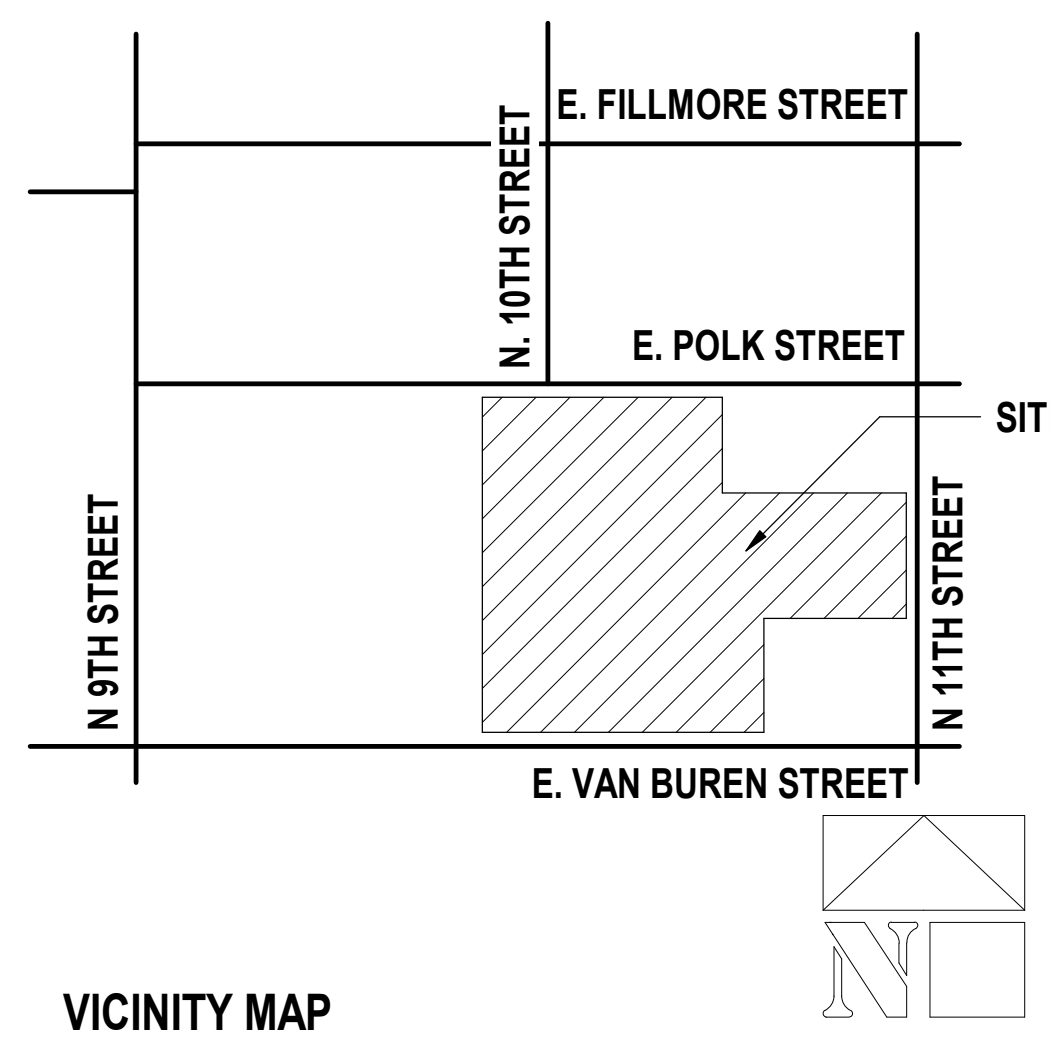 E. FILLMORE STREET
N. 10TH STREET
E. POLK STREET
SIT
N 9TH STREET
N 11TH STREET
E. VAN BUREN STREET
N
VICINITY MAP